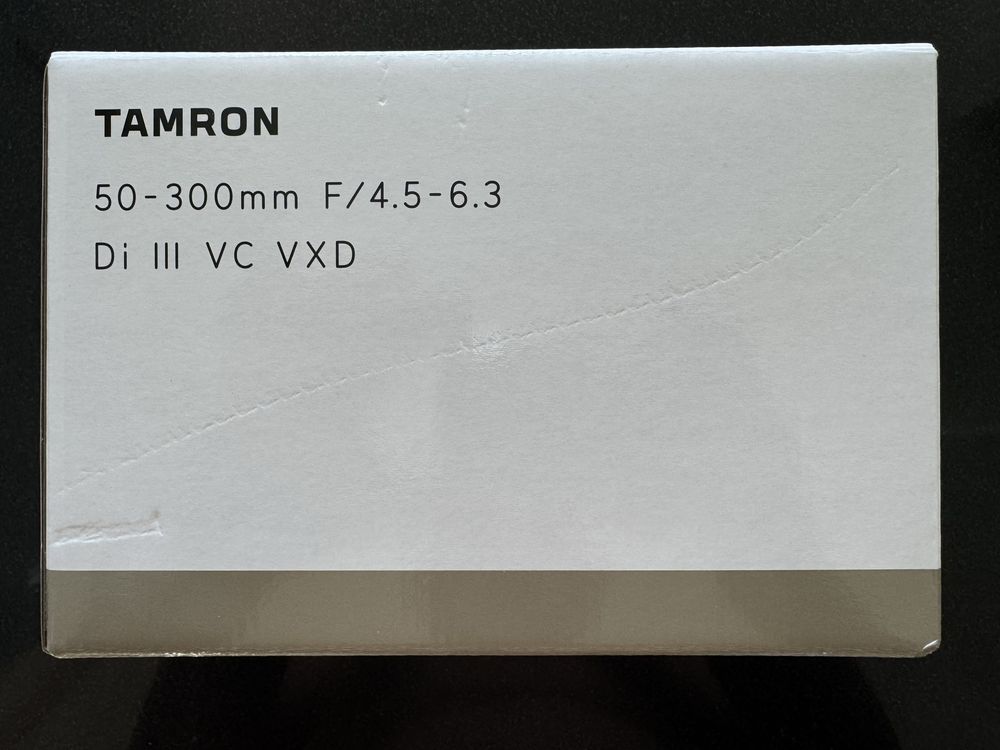 TAMRON
50-300mm F/4.5-6.3
Di III VC VXD